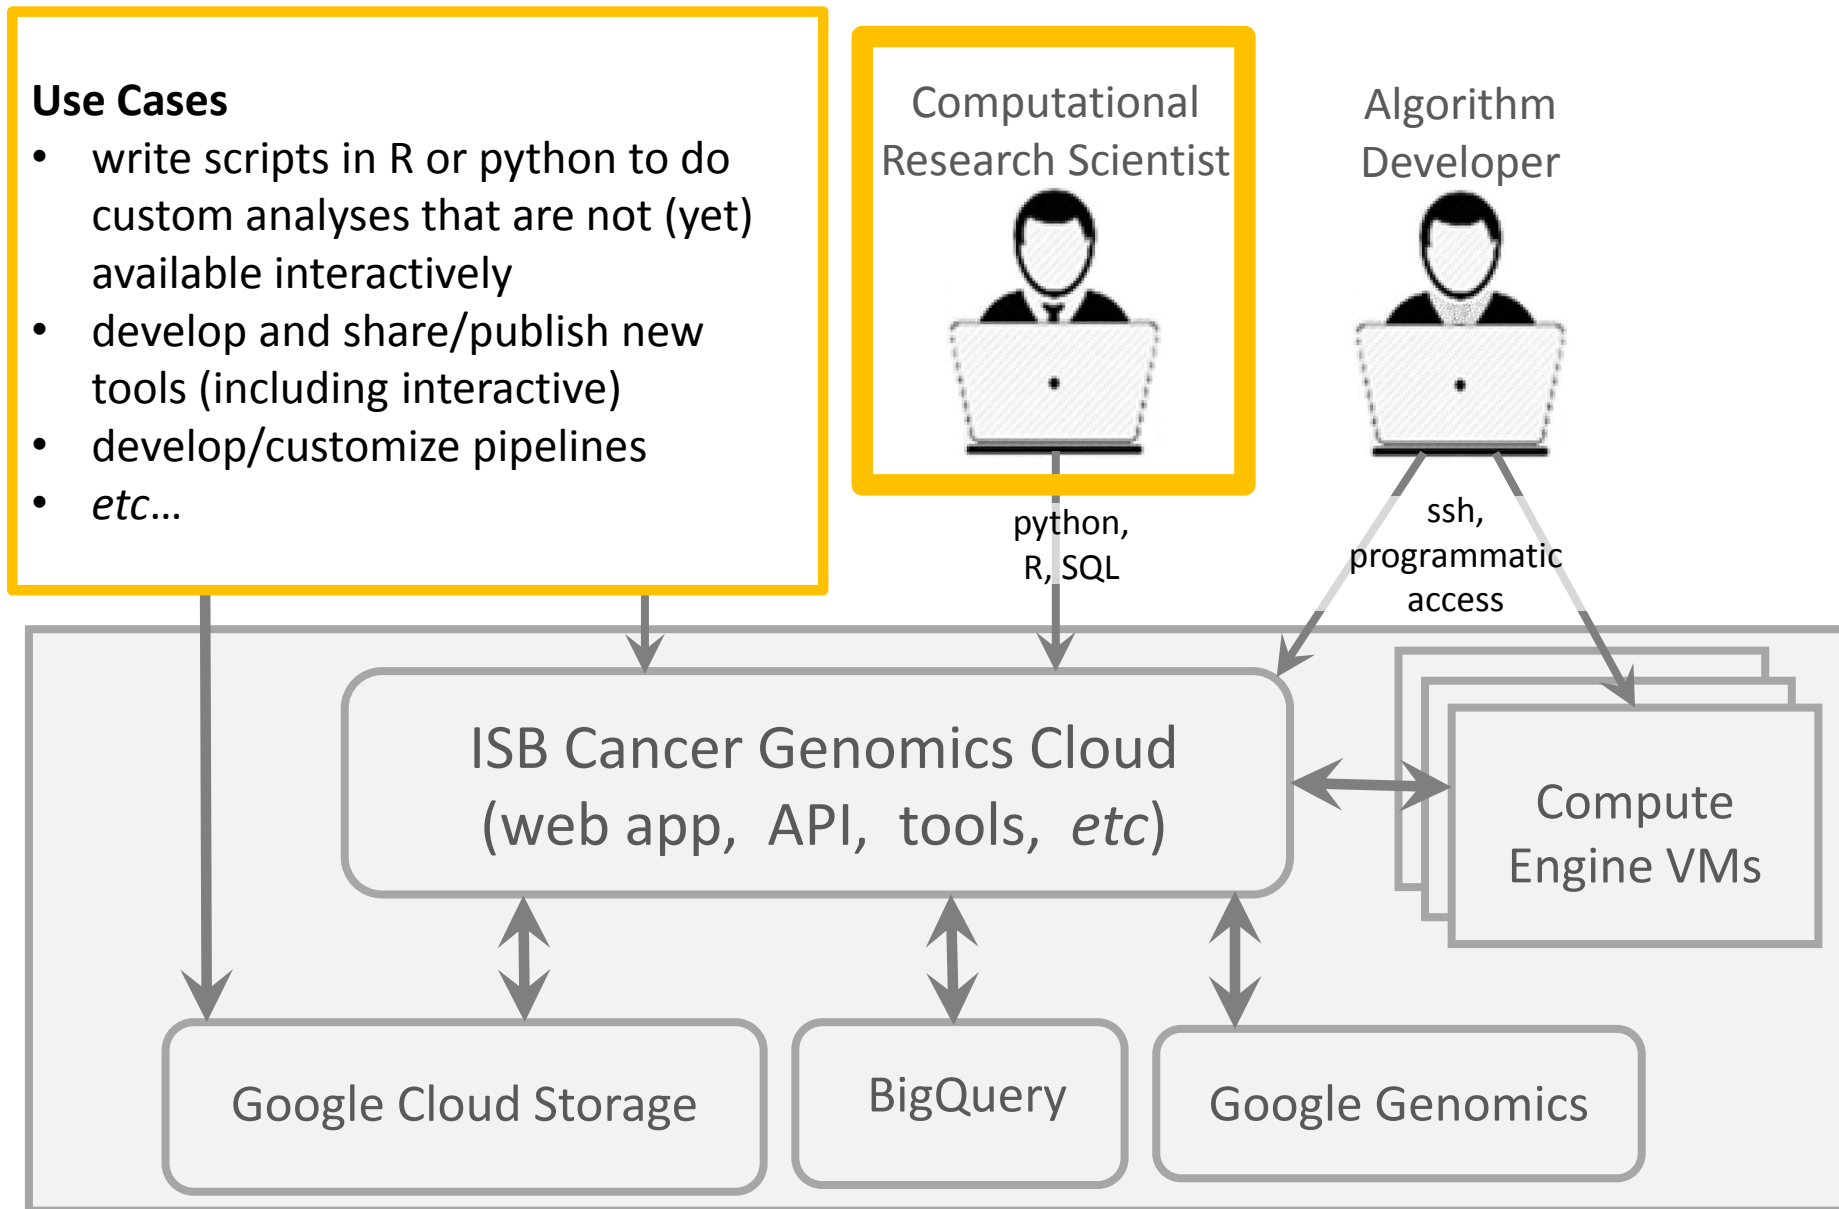 Use Cases
• write scripts in R or python to do
custom analyses that are not (yet)
available interactively
• develop and share/publish new
tools (including interactive)
• develop/customize pipelines
• etc...
Computational
Research Scientist
Algorithm
Developer
python,
R, SQL
ssh,
programmatic
access
ISB Cancer Genomics Cloud
(web app, API, tools, etc)
Compute
Engine VMs
Google Cloud Storage
BigQuery
Google Genomics